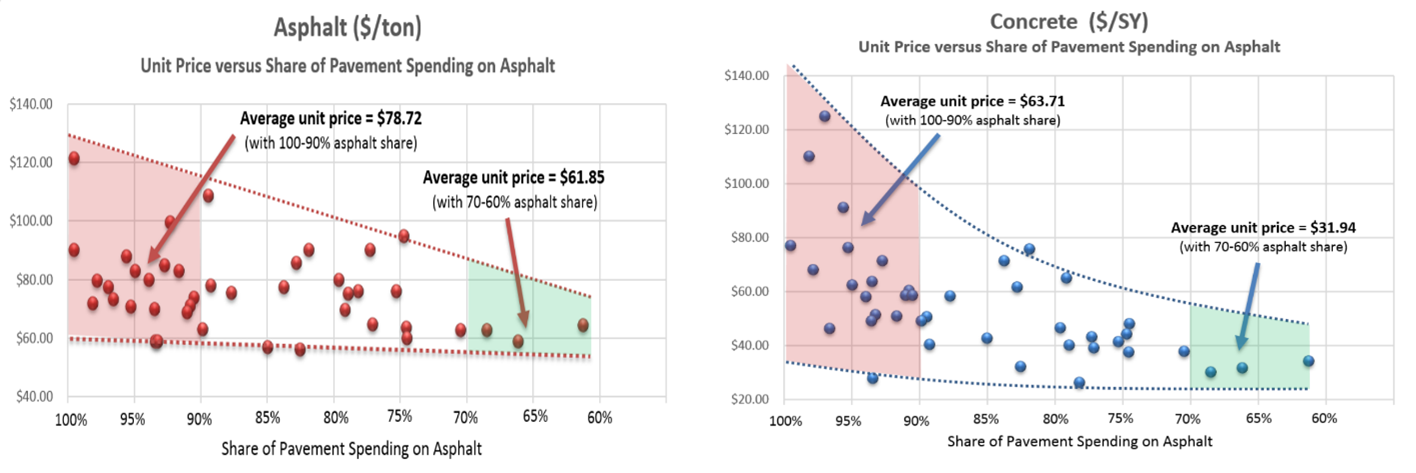 Asphalt ($/ton)
Unit Price versus Share of Pavement Spending on Asphalt
$140.00
$120.00
$100.00
$80.00
$60.00
$40.00
Average unit price = $78.72
(with 100-90% asphalt share)
Average unit price = $61.85
(with 70-60% asphalt share)
100% 95% 90% 85% 80% 75% 70% 65% 60%
Share of Pavement Spending on Asphalt
Concrete ($/SY)
Unit Price versus Share of Pavement Spending on Asphalt
$140.00
$120.00
$100.00
$80.00
$60.00
$40.00
$20.00
Average unit price = $63.71
(with 100-90% asphalt share)
Average unit price = $31.94
(with 70-60% asphalt share)
100% 95% 90% 85% 80% 75% 70% 65% 60%
Share of Pavement Spending on Asphalt